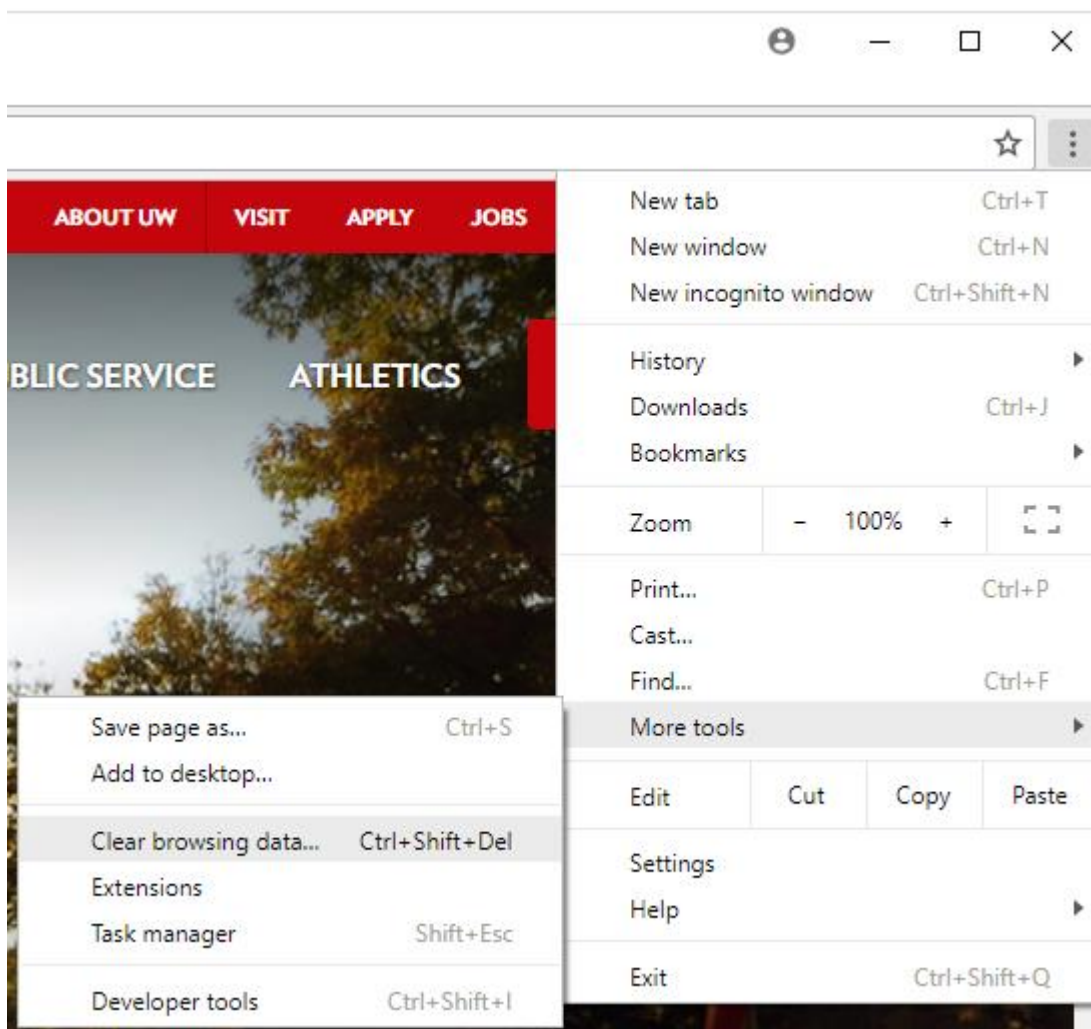 ABOUT UW VISIT APPLY JOBS
BLIC SERVICE ATHLETICS
New tab Ctrl+T
New window Ctrl+N
New incognito window Ctrl+Shift+N
History
Downloads Ctrl+J
Bookmarks
Zoom - 100% +
Print... Ctrl+P
Cast...
Find... Ctrl+F
More tools
Edit Cut Copy Paste
Settings
Help
Exit Ctrl+Shift+Q
Save page as... Ctrl+S
Add to desktop...
Clear browsing data... Ctrl+Shift+Del
Extensions
Task manager Shift+Esc
Developer tools Ctrl+Shift+I